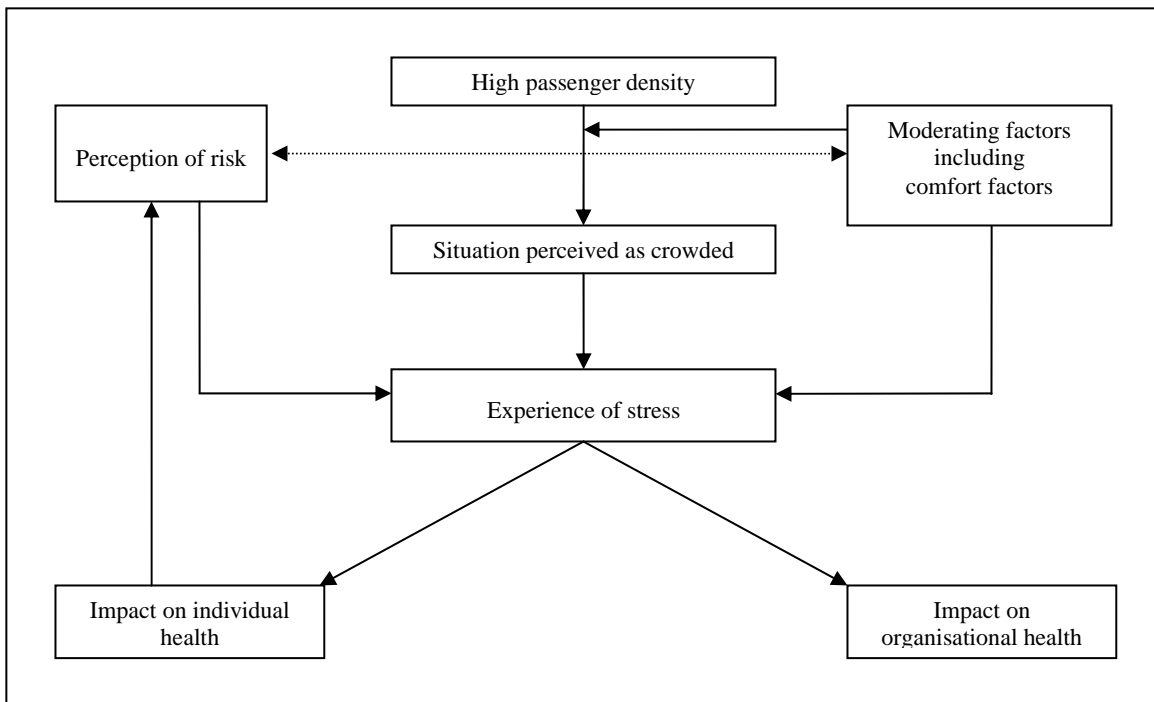 High passenger density
Perception of risk
Moderating factors
including
comfort factors
Situation perceived as crowded
Experience of stress
Impact on individual
health
Impact on
organisational health